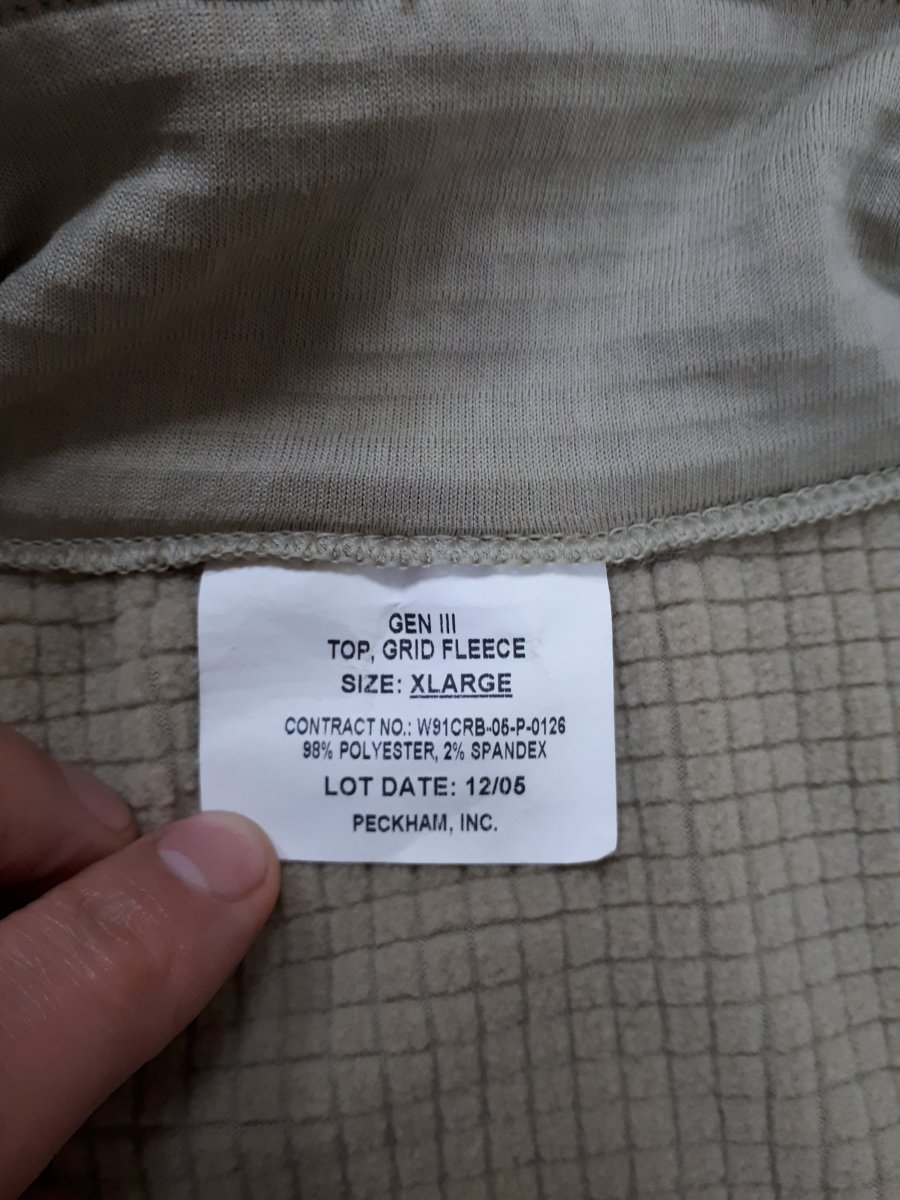 GEN III
TOP, GRID FLEECE
SIZE: XLARGE
CONTRACT NO.: W91CRB-06-P-0126
98% POLYESTER, 2% SPANDEX
LOT DATE: 12/05
PECKHAM, INC.